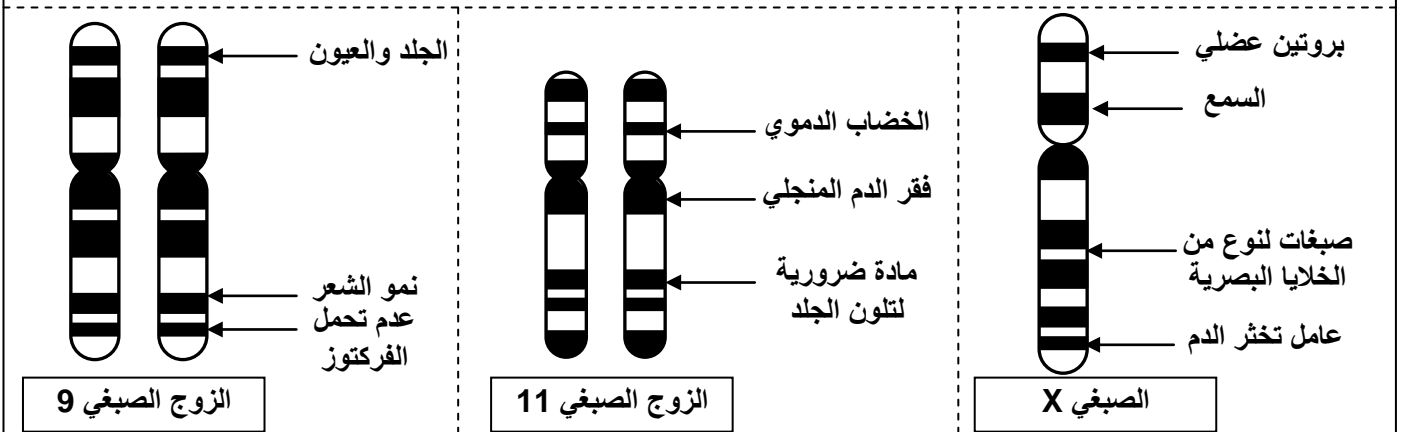 بروتين عضلي
السمع
صبغات لنوع من
الخلايا البصرية
عامل تخثر الدم
الصبغي X
الخضاب الدموي
فقر الدم المنجلي
مادة ضرورية
لتلون الجلد
الزوج الصبغي 11
الجلد والعيون
نمو الشعر
عدم تحمل
الفركتوز
الزوج الصبغي 9